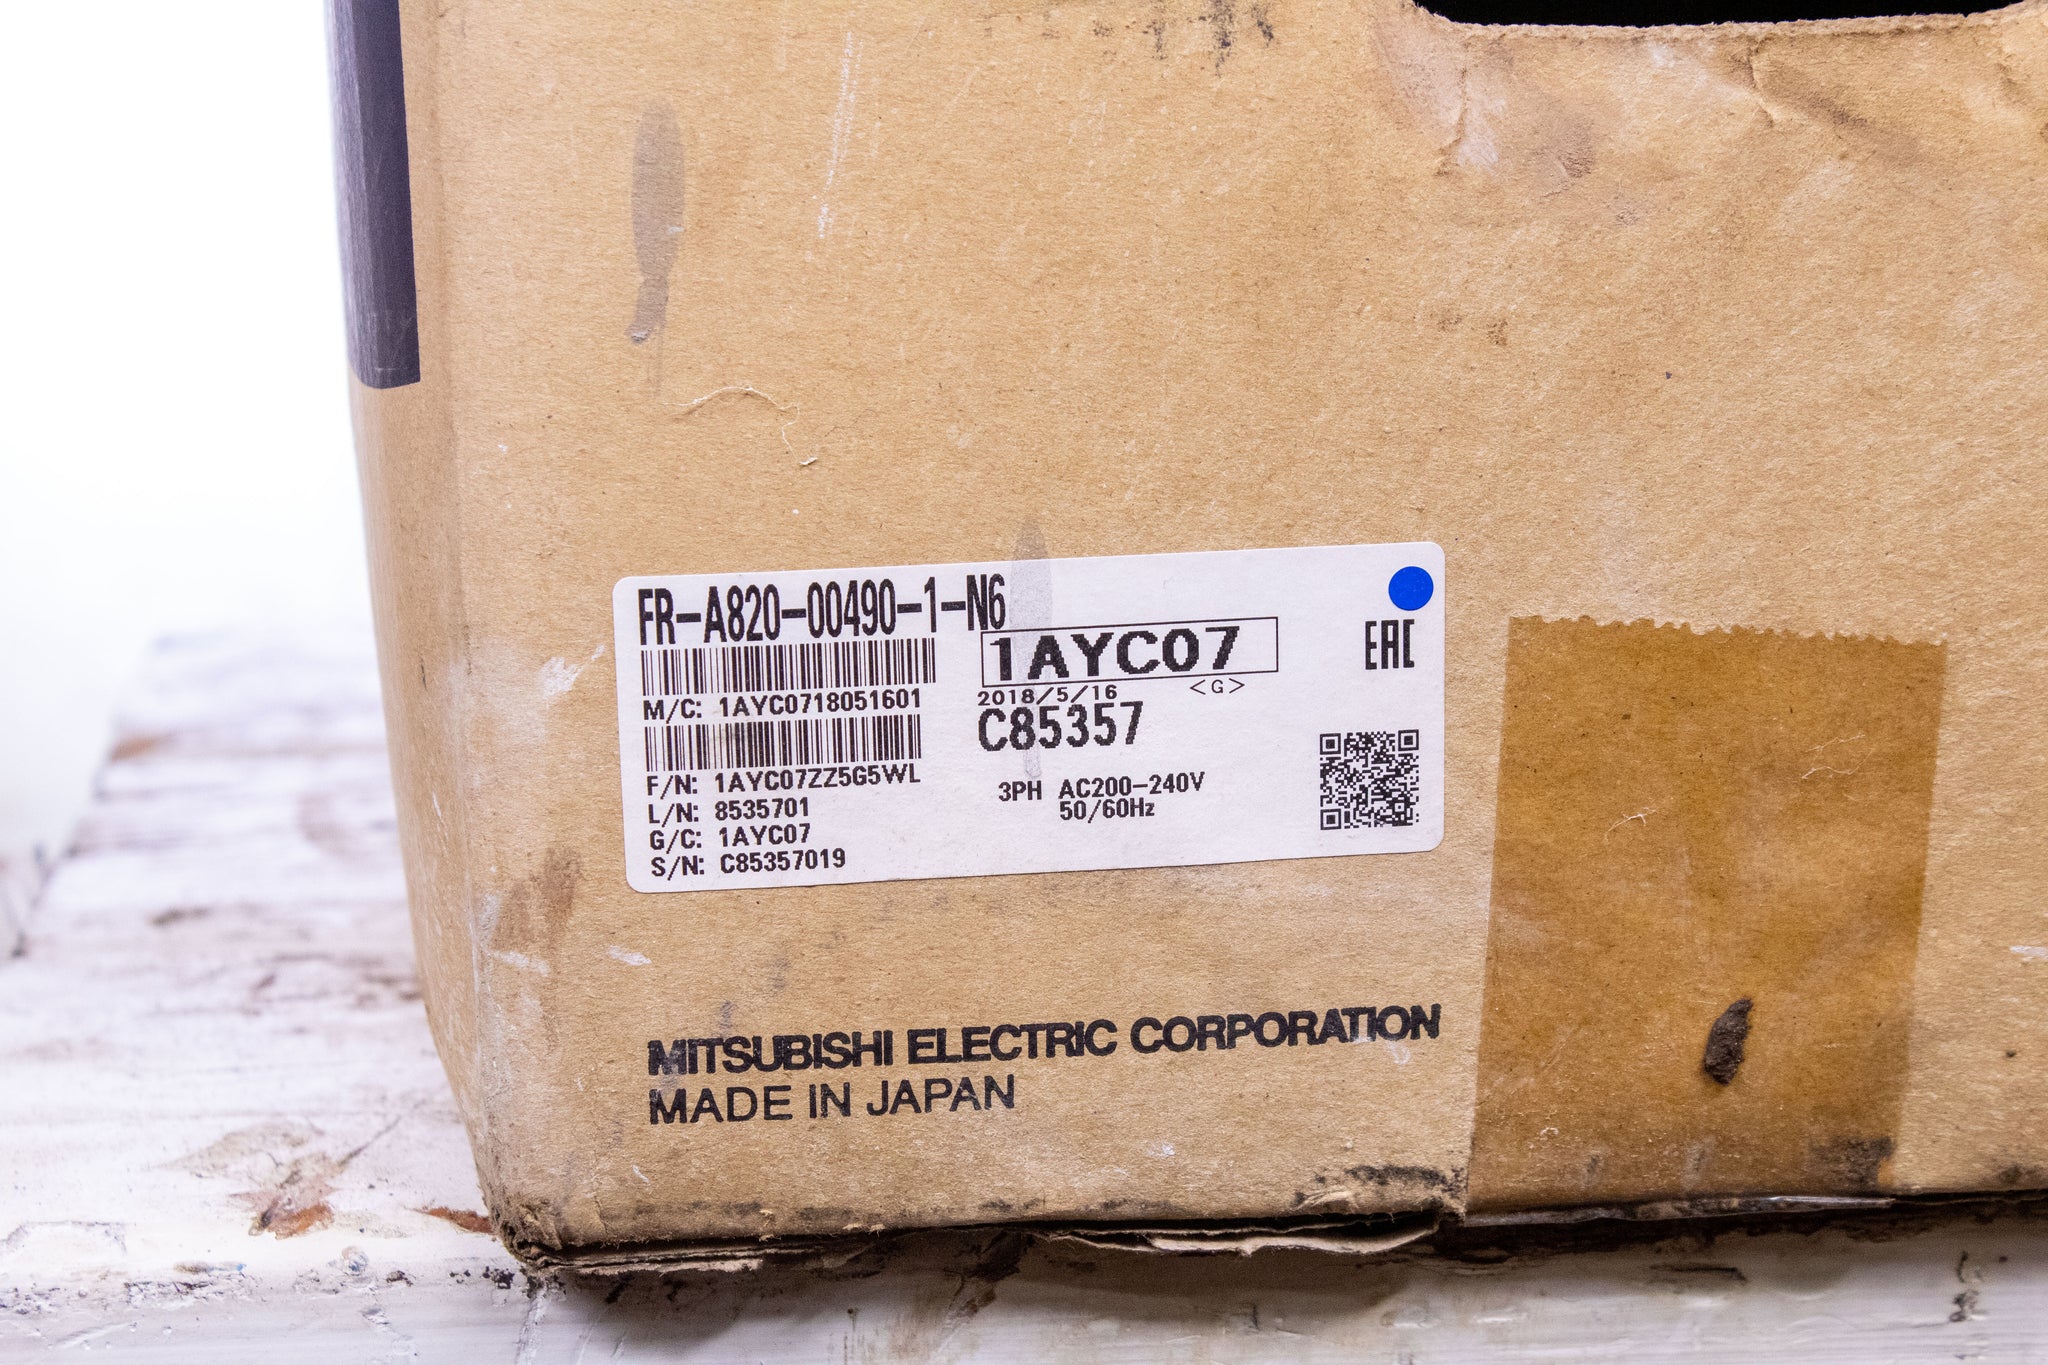 FR-A820-00490-1-N6
1AYC07
EAC
M/C: 1AYC0718051601
2018/5/16 <G>
C85357
F/N: 1AYC07ZZ5G5WL
3PH AC200-240V
50/60Hz
L/N: 8535701
G/C: 1AYC07
S/N: C85357019
MITSUBISHI ELECTRIC CORPORATION
MADE IN JAPAN